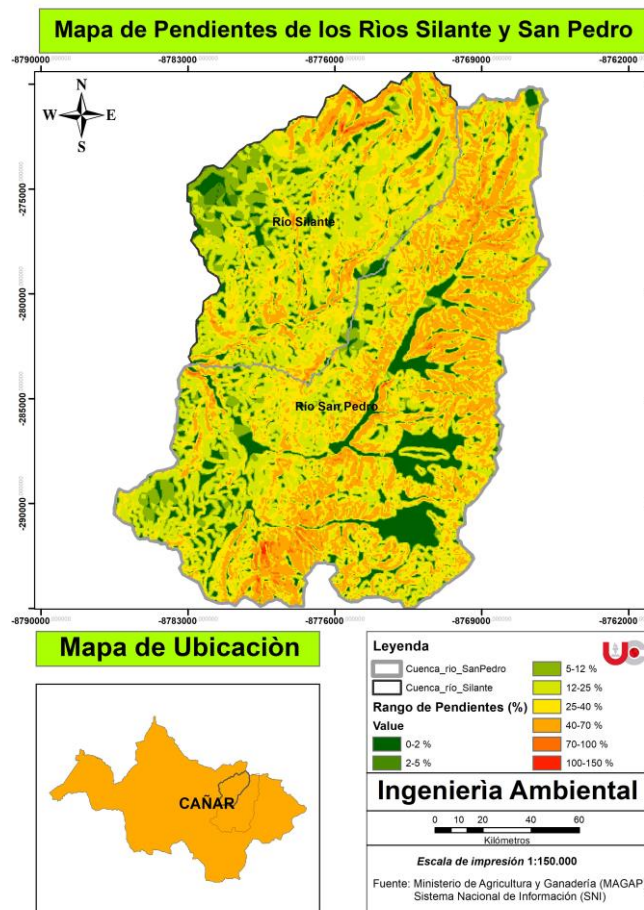 Mapa de Pendientes de los Rìos Silante y San Pedro
-8790000 -8783000 -8776000 -8769000 -8762000
N
W E
S
-275000
-280000
-285000
-290000
Río Silante
Río San Pedro
-8790000 -8783000 -8776000 -8769000 -8762000
Mapa de Ubicaciòn
CAÑAR
Leyenda
UC
Cuenca_rio_SanPedro
Cuenca_río_Silante
Rango de Pendientes (%)
Value
0-2 %
2-5 %
5-12 %
12-25 %
25-40 %
40-70 %
70-100 %
100-150 %
Ingenierìa Ambiental
0 10 20 40 60
Kilómetros
Escala de impresión 1:150.000
Fuente: Ministerio de Agricultura y Ganadería (MAGAP
Sistema Nacional de Información (SNI)